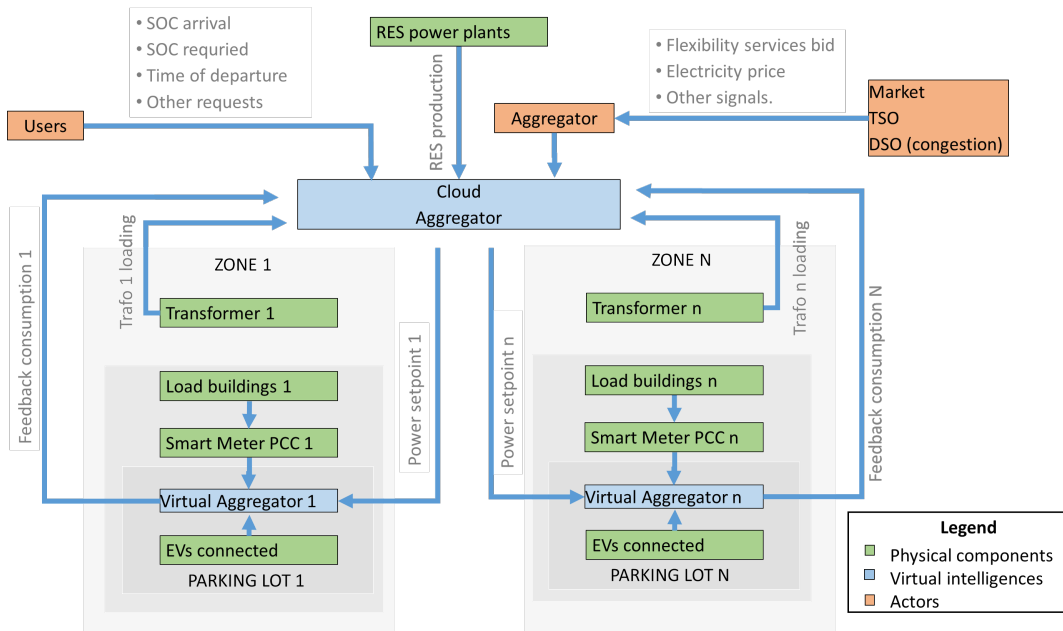 • SOC arrival
• SOC requried
• Time of departure
• Other requests
RES power plants
RES production
• Flexibility services bid
• Electricity price
• Other signals.
Users
Aggregator
Market
TSO
DSO (congestion)
Cloud
Aggregator
Feedback consumption 1
Trafo 1 loading
ZONE 1
Transformer 1
Load buildings 1
Smart Meter PCC 1
Virtual Aggregator 1
EVs connected
PARKING LOT 1
Power setpoint 1
Power setpoint n
ZONE N
Transformer n
Load buildings n
Smart Meter PCC n
Virtual Aggregator n
EVs connected
PARKING LOT N
Trafo n loading
Feedback consumption N
Legend
Physical components
Virtual intelligences
Actors